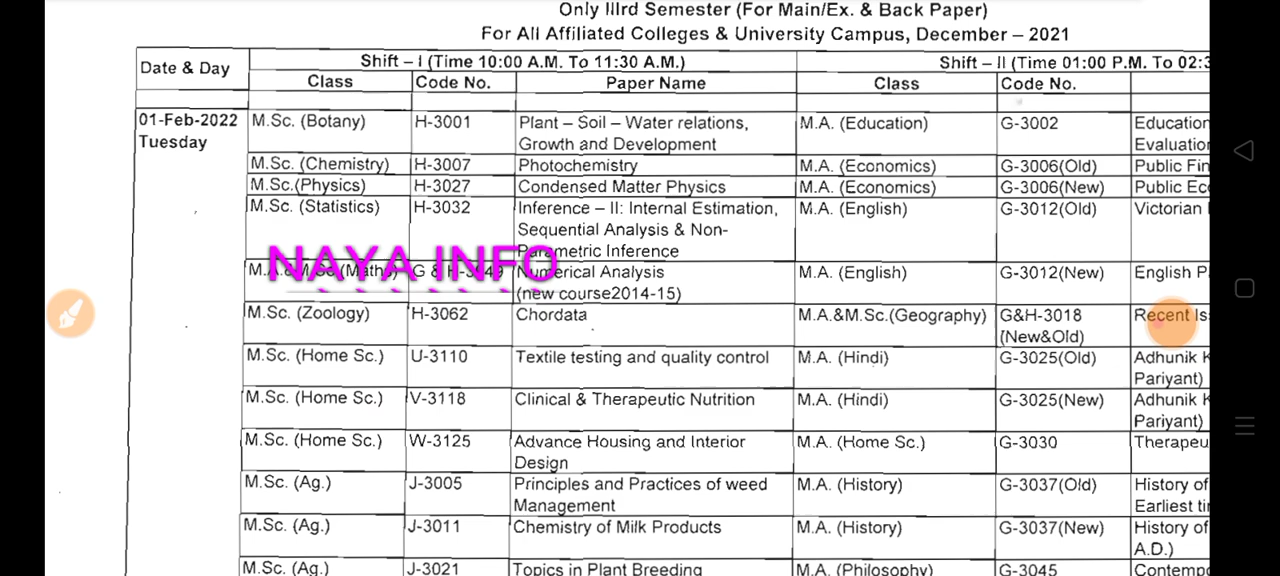 Only IIIrd Semester (For Main/Ex. & Back Paper)
For All Affiliated Colleges & University Campus, December – 2021
Date & Day
Shift – I (Time 10:00 A.M. To 11:30 A.M.)
Shift – II (Time 01:00 P.M. To 02:3
Class Code No. Paper Name Class Code No.
01-Feb-2022 M.Sc. (Botany) H-3001 Plant – Soil – Water relations, M.A. (Education) G-3002 Education
Tuesday Growth and Development Evaluation
M.Sc. (Chemistry) H-3007 Photochemistry M.A. (Economics) G-3006(Old) Public Fin
M.Sc.(Physics) H-3027 Condensed Matter Physics M.A. (Economics) G-3006(New) Public Ec
M.Sc. (Statistics) H-3032 Inference – II: Internal Estimation, M.A. (English) G-3012(Old) Victorian
Sequential Analysis & Non-
Parametric Inference
NAYA INFO
M.A.&M.Sc(Maths) G & H-3049 Numerical Analysis M.A. (English) G-3012(New) English P
(new course2014-15)
M.Sc. (Zoology) H-3062 Chordata M.A.&M.Sc.(Geography) G&H-3018 Recent Is
(New&Old)
M.Sc. (Home Sc.) U-3110 Textile testing and quality control M.A. (Hindi) G-3025(Old) Adhunik K
Pariyant)
M.Sc. (Home Sc.) V-3118 Clinical & Therapeutic Nutrition M.A. (Hindi) G-3025(New) Adhunik K
Pariyant)
M.Sc. (Home Sc.) W-3125 Advance Housing and Interior M.A. (Home Sc.) G-3030 Therapeu
Design
M.Sc. (Ag.) J-3005 Principles and Practices of weed M.A. (History) G-3037(Old) History of
Management Earliest ti
M.Sc. (Ag.) J-3011 Chemistry of Milk Products M.A. (History) G-3037(New) History of
A.D.)
M.Sc. (Ag.) J-3021 Topics in Plant Breeding M.A. (Philosophy) G-3045 Contemp